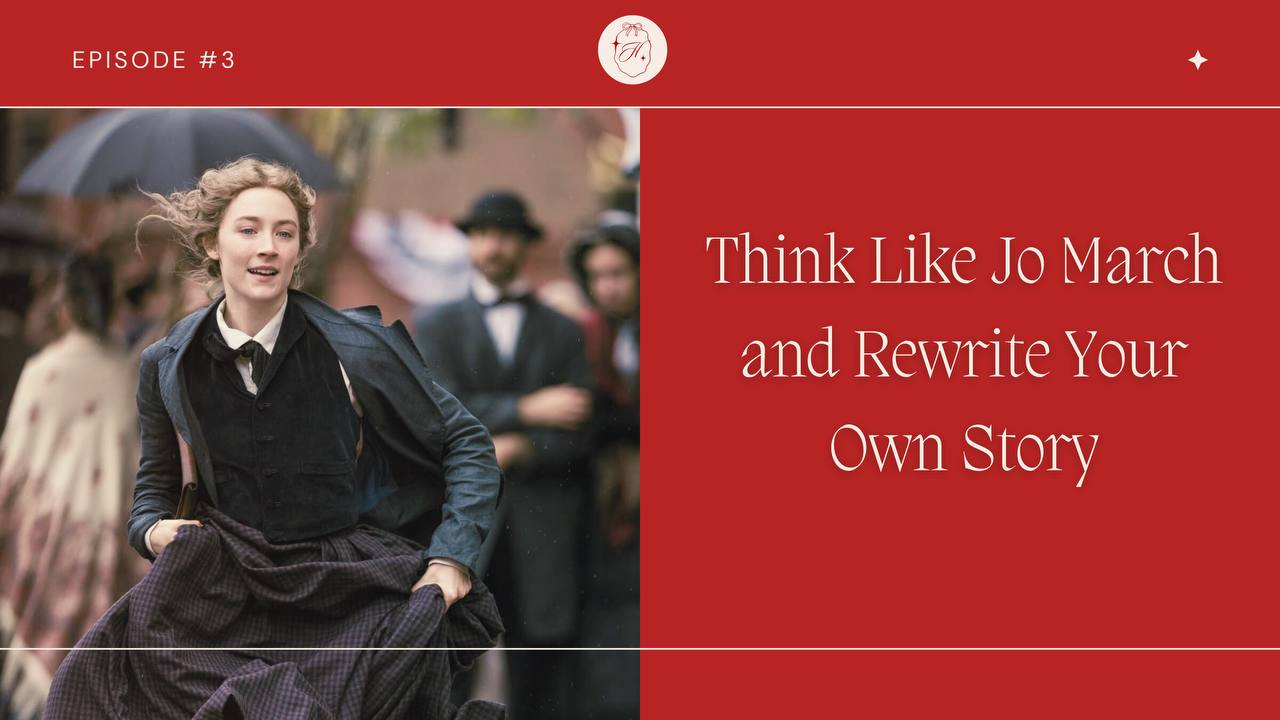 EPISODE #3
H
Think Like Jo March
and Rewrite Your
Own Story